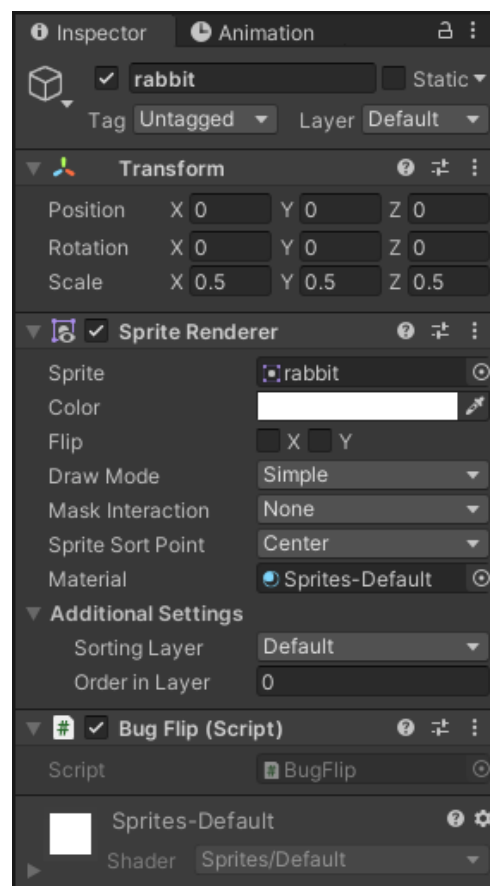 Inspector Animation
rabbit Static
Tag Untagged Layer Default
Transform
Position X 0 Y 0 Z 0
Rotation X 0 Y 0 Z 0
Scale X 0.5 Y 0.5 Z 0.5
Sprite Renderer
Sprite rabbit
Color
Flip X Y
Draw Mode Simple
Mask Interaction None
Sprite Sort Point Center
Material Sprites-Default
Additional Settings
Sorting Layer Default
Order in Layer 0
# Bug Flip (Script)
Script # BugFlip
Sprites-Default
Shader Sprites/Default